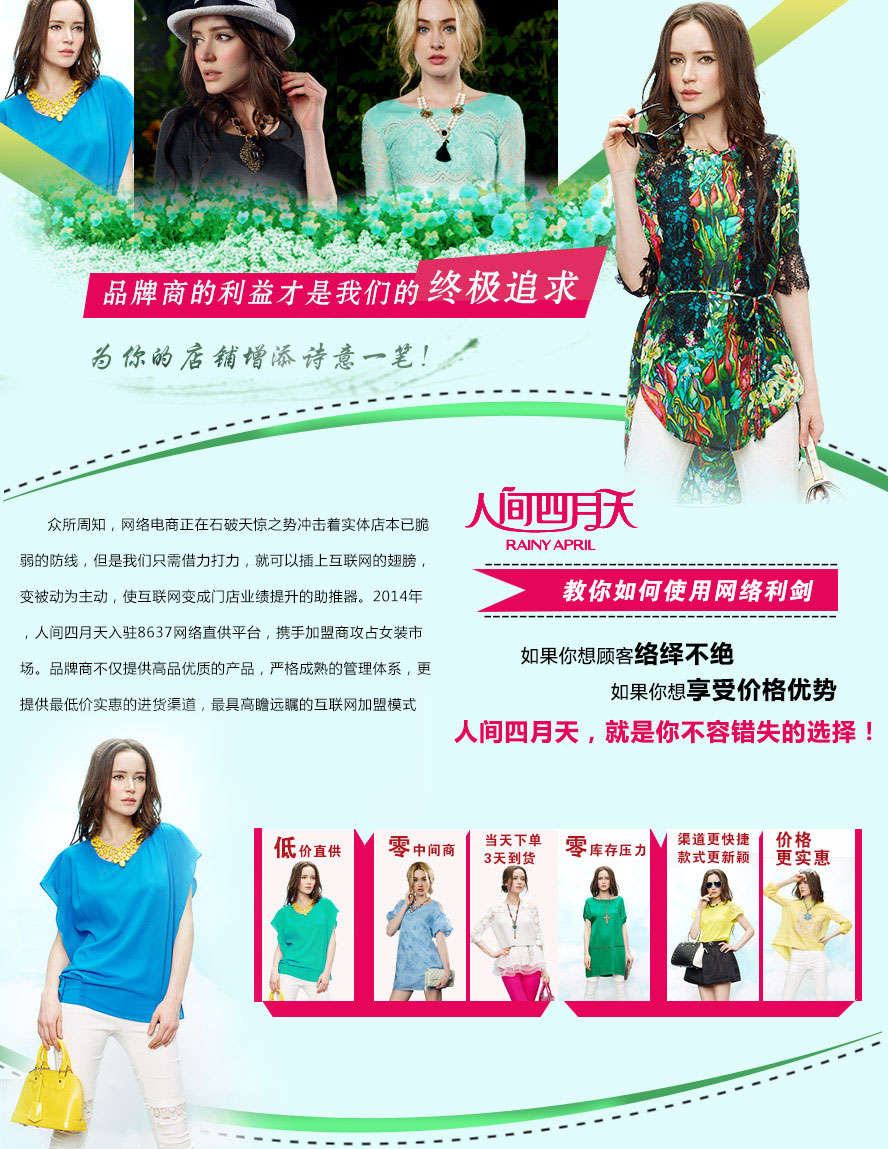 品牌商的利益才是我们的终极追求
为你的店铺增添诗意一笔!
众所周知，网络电商正在石破天惊之势冲击着实体店本已脆
弱的防线，但是我们只需借力打力，就可以插上互联网的翅膀，
变被动为主动，使互联网变成门店业绩提升的助推器。2014年
，人间四月天入驻8637网络直供平台，携手加盟商攻占女装市
场。品牌商不仅提供高品优质的产品，严格成熟的管理体系，更
提供最低价实惠的进货渠道，最具高瞻远瞩的互联网加盟模式
人间四月天
RAINY APRIL
教你如何使用网络利剑
如果你想顾客络绎不绝
如果你想享受价格优势
人间四月天，就是你不容错失的选择！
低价直供
零中间商
当天下单
3天到货
零库存压力
渠道更快捷
款式更新颖
价格
更实惠